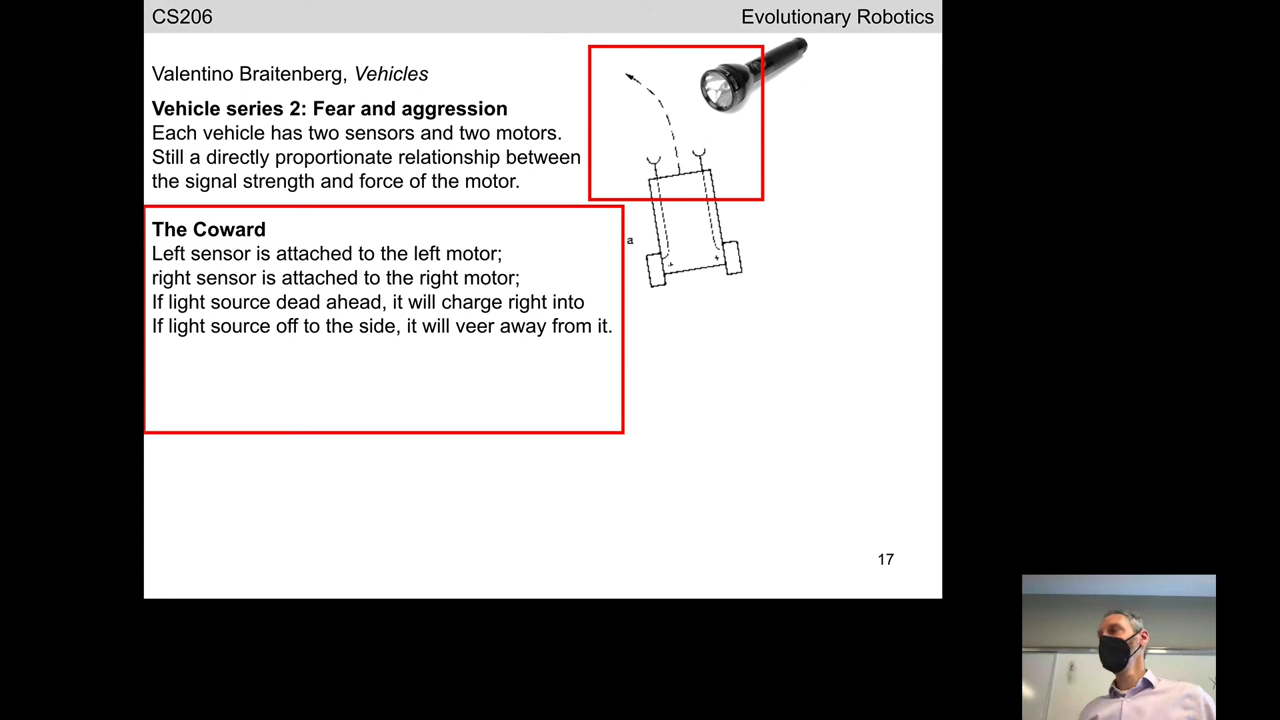 CS206
Evolutionary Robotics
Valentino Braitenberg, Vehicles
Vehicle series 2: Fear and aggression
Each vehicle has two sensors and two motors.
Still a directly proportionate relationship between
the signal strength and force of the motor.
The Coward
Left sensor is attached to the left motor;
right sensor is attached to the right motor;
If light source dead ahead, it will charge right into
If light source off to the side, it will veer away from it.
a
+
+
17